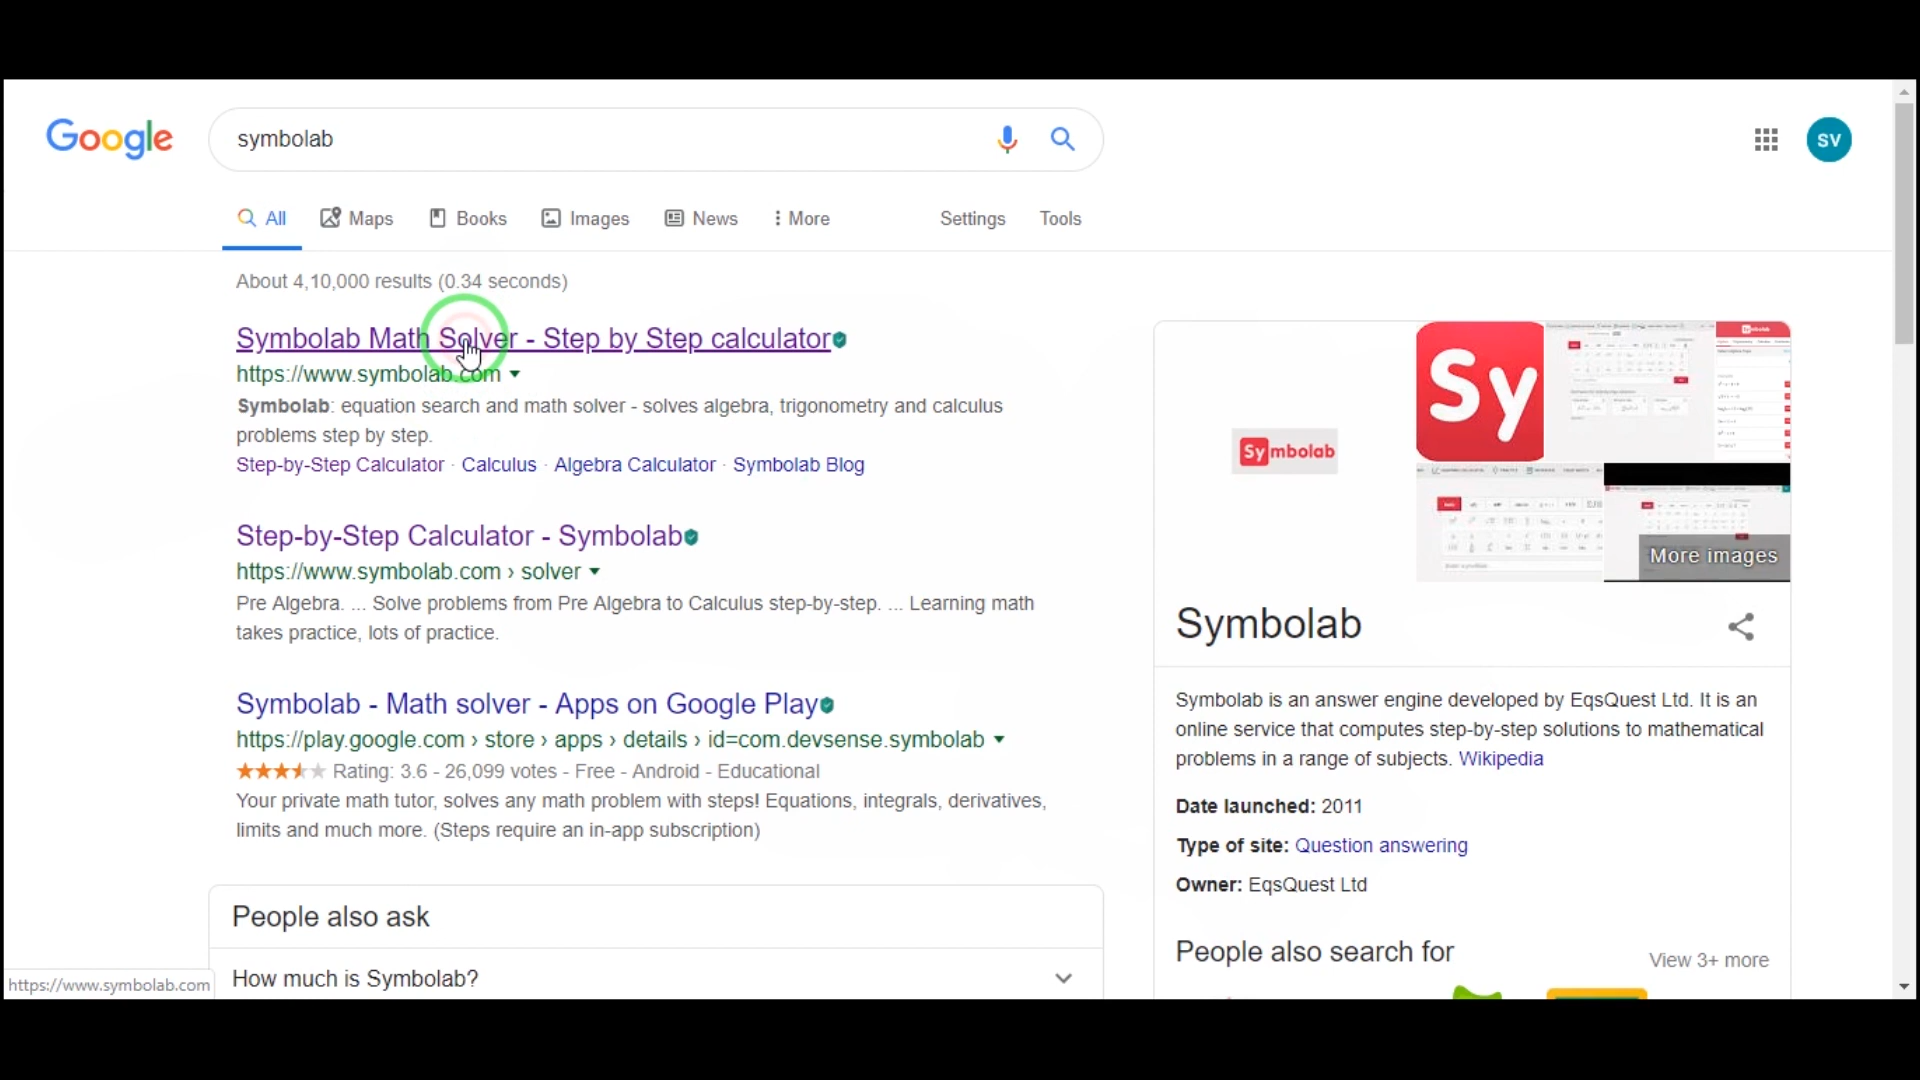 Google
symbolab
SV
All
Maps
Books
Images
News
More
Settings
Tools
About 4,10,000 results (0.34 seconds)
Symbolab Math Solver - Step by Step calculator
https://www.symbolab.com
Symbolab: equation search and math solver - solves algebra, trigonometry and calculus
problems step by step.
Step-by-Step Calculator · Calculus · Algebra Calculator · Symbolab Blog
Step-by-Step Calculator - Symbolab
https://www.symbolab.com › solver
Pre Algebra. ... Solve problems from Pre Algebra to Calculus step-by-step. ... Learning math
takes practice, lots of practice.
Symbolab - Math solver - Apps on Google Play
https://play.google.com › store › apps › details › id=com.devsense.symbolab
Rating: 3.6 - 26,099 votes - Free - Android - Educational
Your private math tutor, solves any math problem with steps! Equations, integrals, derivatives,
limits and much more. (Steps require an in-app subscription)
People also ask
How much is Symbolab?
https://www.symbolab.com
Symbolab
Sy
More images
Symbolab
Symbolab is an answer engine developed by EqsQuest Ltd. It is an
online service that computes step-by-step solutions to mathematical
problems in a range of subjects. Wikipedia
Date launched: 2011
Type of site: Question answering
Owner: EqsQuest Ltd
People also search for
View 3+ more